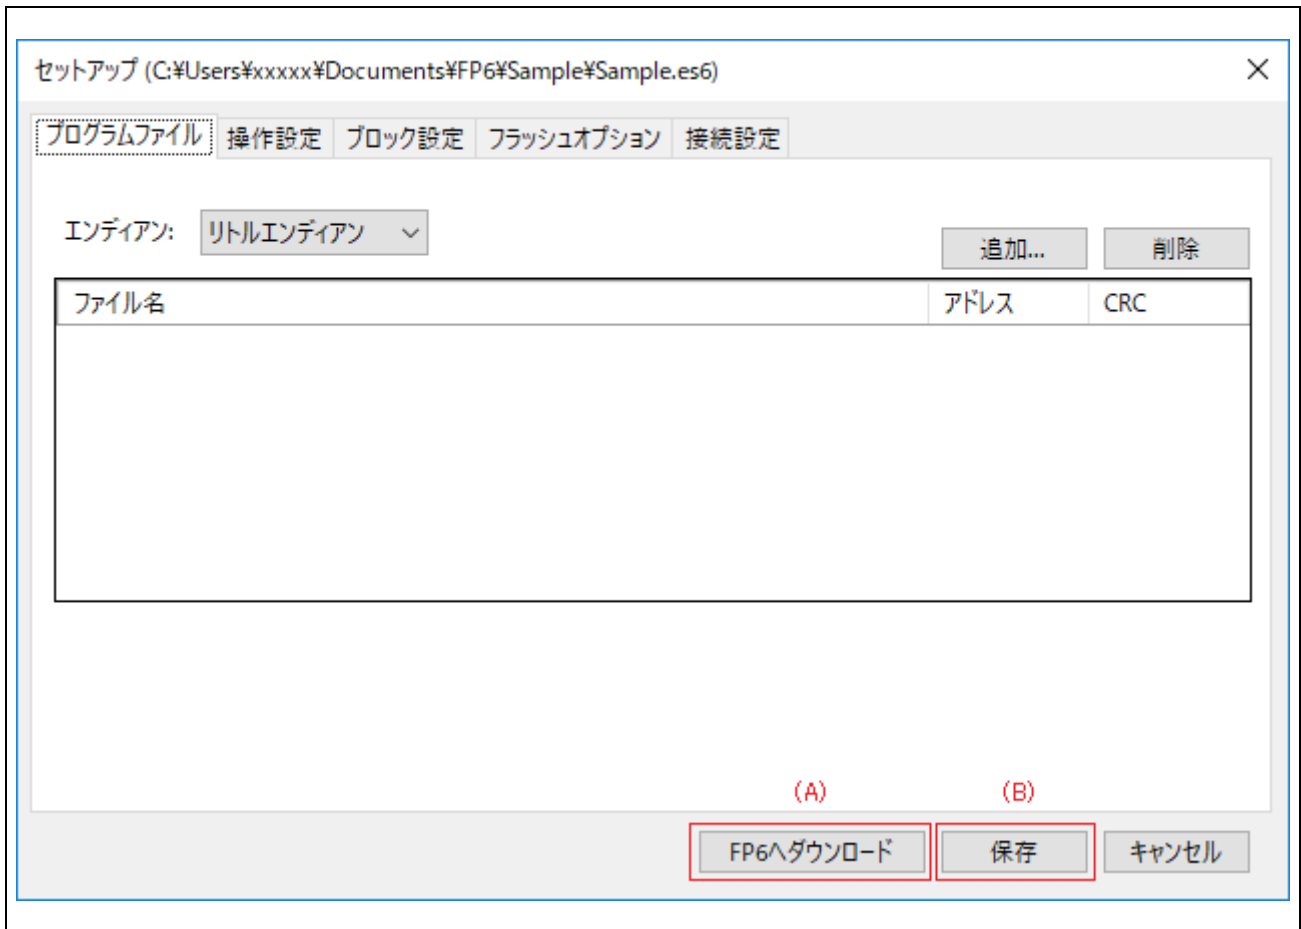 セットアップ (C:¥Users¥xxxxx¥Documents¥FP6¥Sample¥Sample.es6)
プログラムファイル 操作設定 ブロック設定 フラッシュオプション 接続設定
エンディアン: リトルエンディアン
追加... 削除
ファイル名 アドレス CRC
(A) (B)
FP6へダウンロード 保存 キャンセル